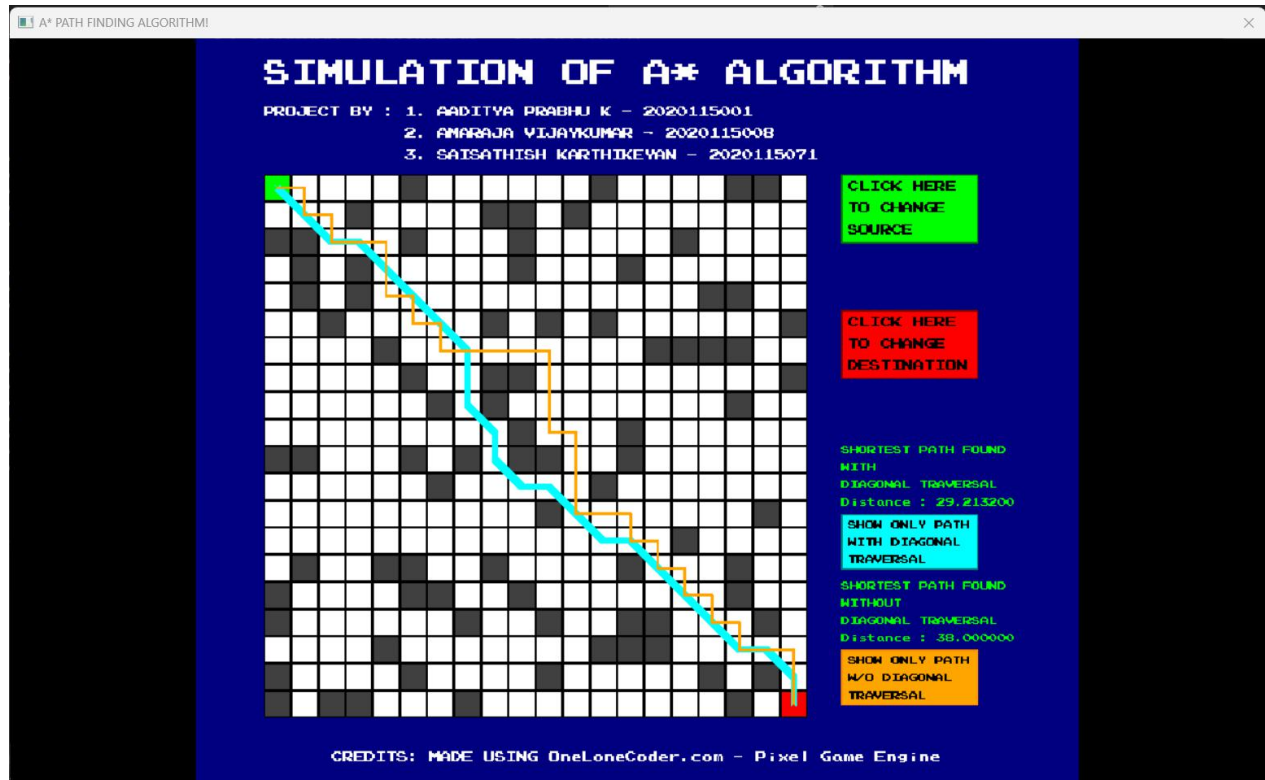 A* PATH FINDING ALGORITHM!
SIMULATION OF A* ALGORITHM
PROJECT BY : 1. AADITYA PRABHU K - 2020115001
2. AMARAJA VIJAYKUMAR - 2020115008
3. SAISATHISH KARTHIKEYAN - 2020115071
CLICK HERE
TO CHANGE
SOURCE
CLICK HERE
TO CHANGE
DESTINATION
SHORTEST PATH FOUND
WITH
DIAGONAL TRAVERSAL
Distance : 29.213200
SHOW ONLY PATH
WITH DIAGONAL
TRAVERSAL
SHORTEST PATH FOUND
WITHOUT
DIAGONAL TRAVERSAL
Distance : 38.000000
SHOW ONLY PATH
W/O DIAGONAL
TRAVERSAL
CREDITS: MADE USING OneLoneCoder.com - Pixel Game Engine